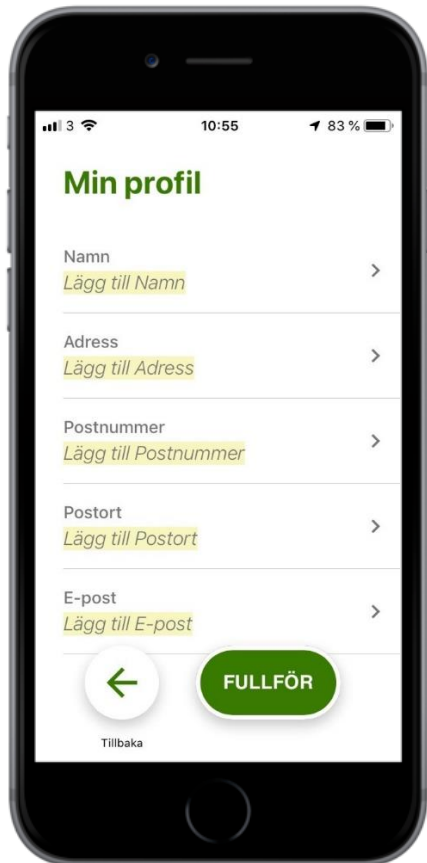 3 10:55 83 %
Min profil
Namn
Lägg till Namn
Adress
Lägg till Adress
Postnummer
Lägg till Postnummer
Postort
Lägg till Postort
E-post
Lägg till E-post
FULLFÖR
Tillbaka